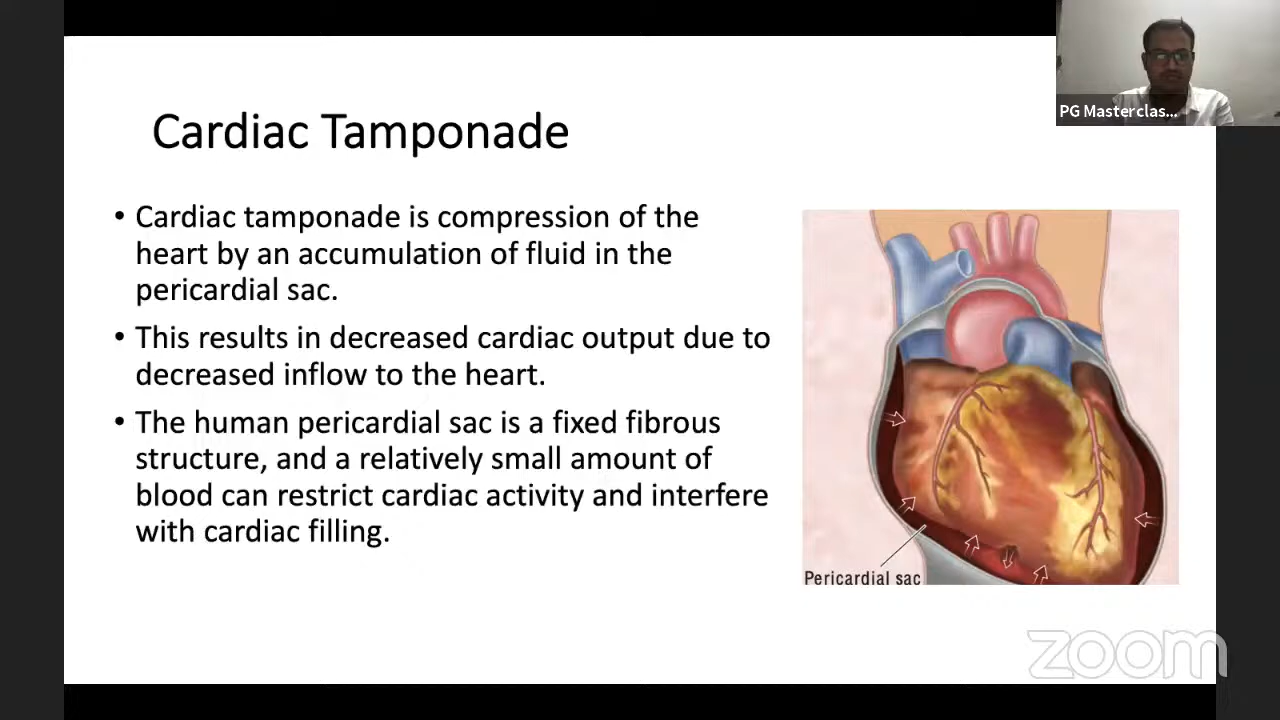 PG Masterclas...
Cardiac Tamponade
• Cardiac tamponade is compression of the
heart by an accumulation of fluid in the
pericardial sac.
• This results in decreased cardiac output due to
decreased inflow to the heart.
• The human pericardial sac is a fixed fibrous
structure, and a relatively small amount of
blood can restrict cardiac activity and interfere
with cardiac filling.
Pericardial sac
zoom